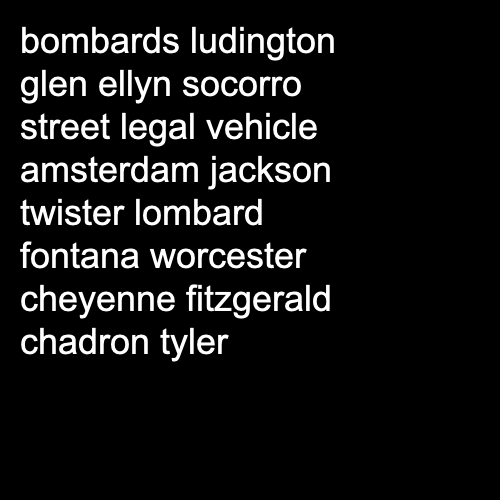 bombards ludington
glen ellyn socorro
street legal vehicle
amsterdam jackson
twister lombard
fontana worcester
cheyenne fitzgerald
chadron tyler